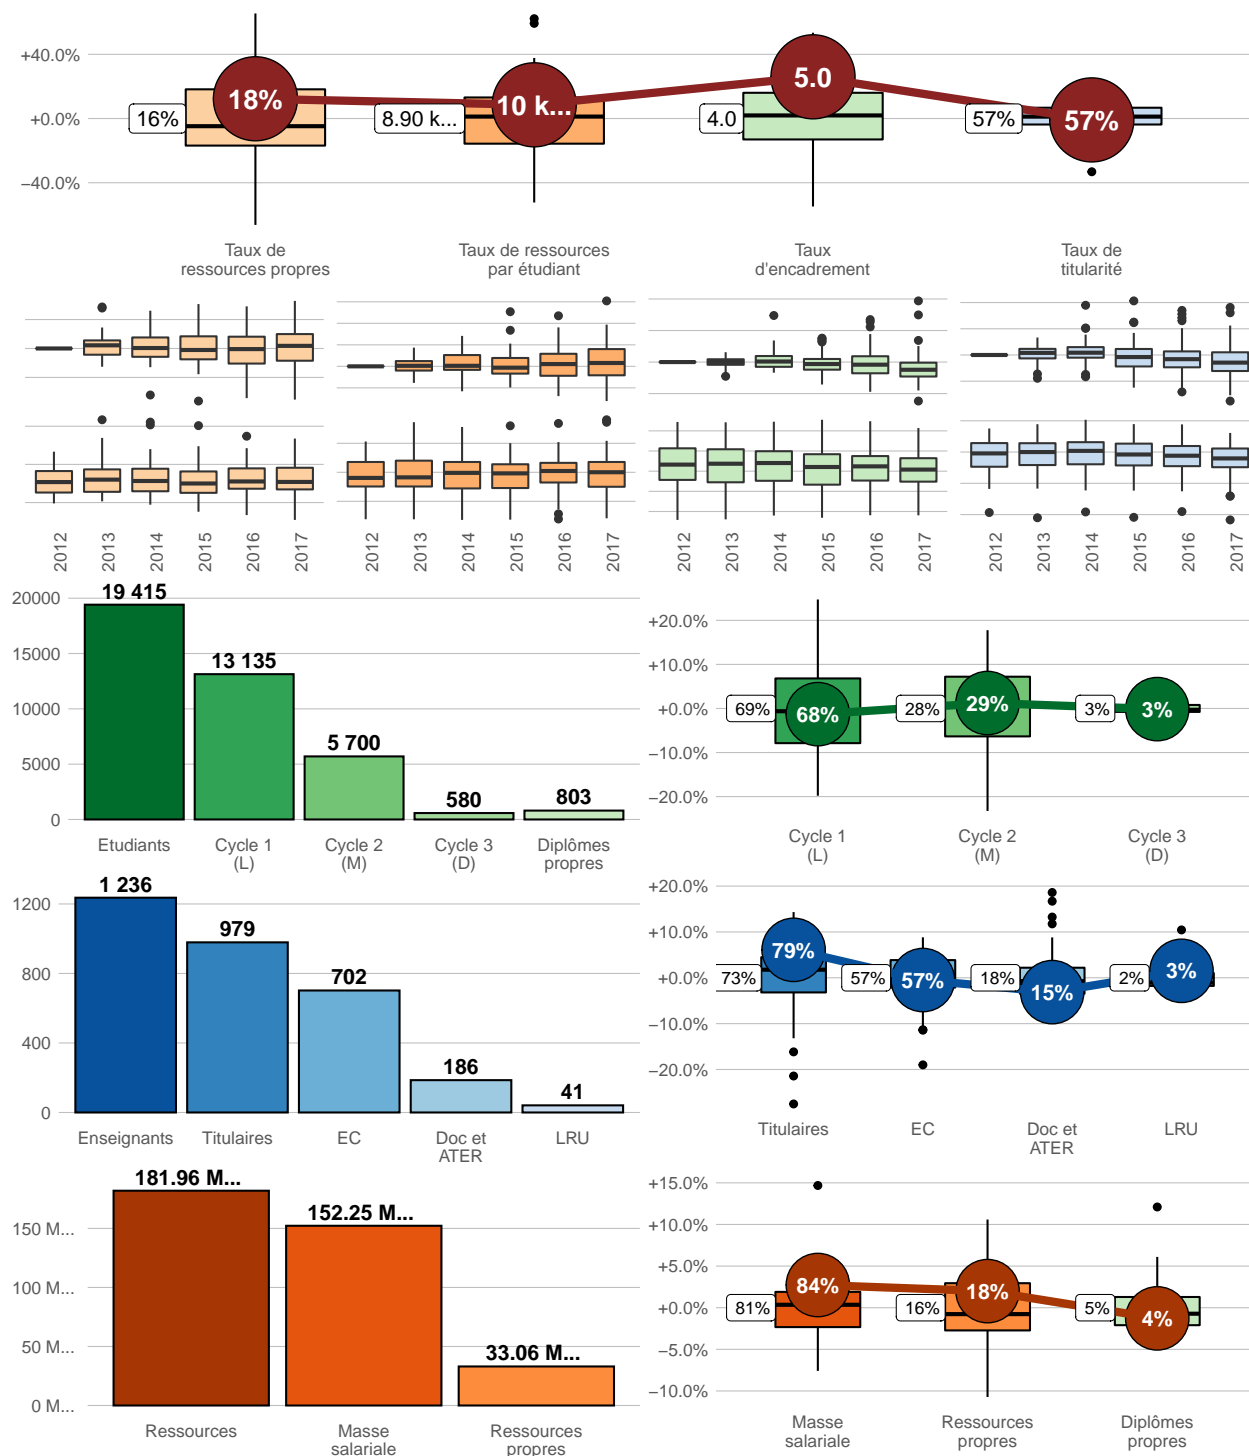 +40.0%
+0.0%
−40.0%
16%
18%
8.90 k...
10 k...
4.0
5.0
57%
57%
Taux de
ressources propres
Taux de ressources
par étudiant
Taux
d'encadrement
Taux de
titularité
2012
2013
2014
2015
2016
2017
2012
2013
2014
2015
2016
2017
2012
2013
2014
2015
2016
2017
2012
2013
2014
2015
2016
2017
20000
15000
10000
5000
0
19 415
13 135
5 700
580
803
Etudiants
Cycle 1
(L)
Cycle 2
(M)
Cycle 3
(D)
Diplômes
propres
+20.0%
+10.0%
+0.0%
−10.0%
−20.0%
69%
68%
28%
29%
3%
3%
Cycle 1
(L)
Cycle 2
(M)
Cycle 3
(D)
1200
800
400
0
1 236
979
702
186
41
Enseignants
Titulaires
EC
Doc et
ATER
LRU
+20.0%
+10.0%
+0.0%
−10.0%
−20.0%
73%
79%
57%
57%
18%
15%
2%
3%
Titulaires
EC
Doc et
ATER
LRU
150 M...
100 M...
50 M...
0 M...
181.96 M...
152.25 M...
33.06 M...
Ressources
Masse
salariale
Ressources
propres
+15.0%
+10.0%
+5.0%
+0.0%
−5.0%
−10.0%
81%
84%
16%
18%
5%
4%
Masse
salariale
Ressources
propres
Diplômes
propres